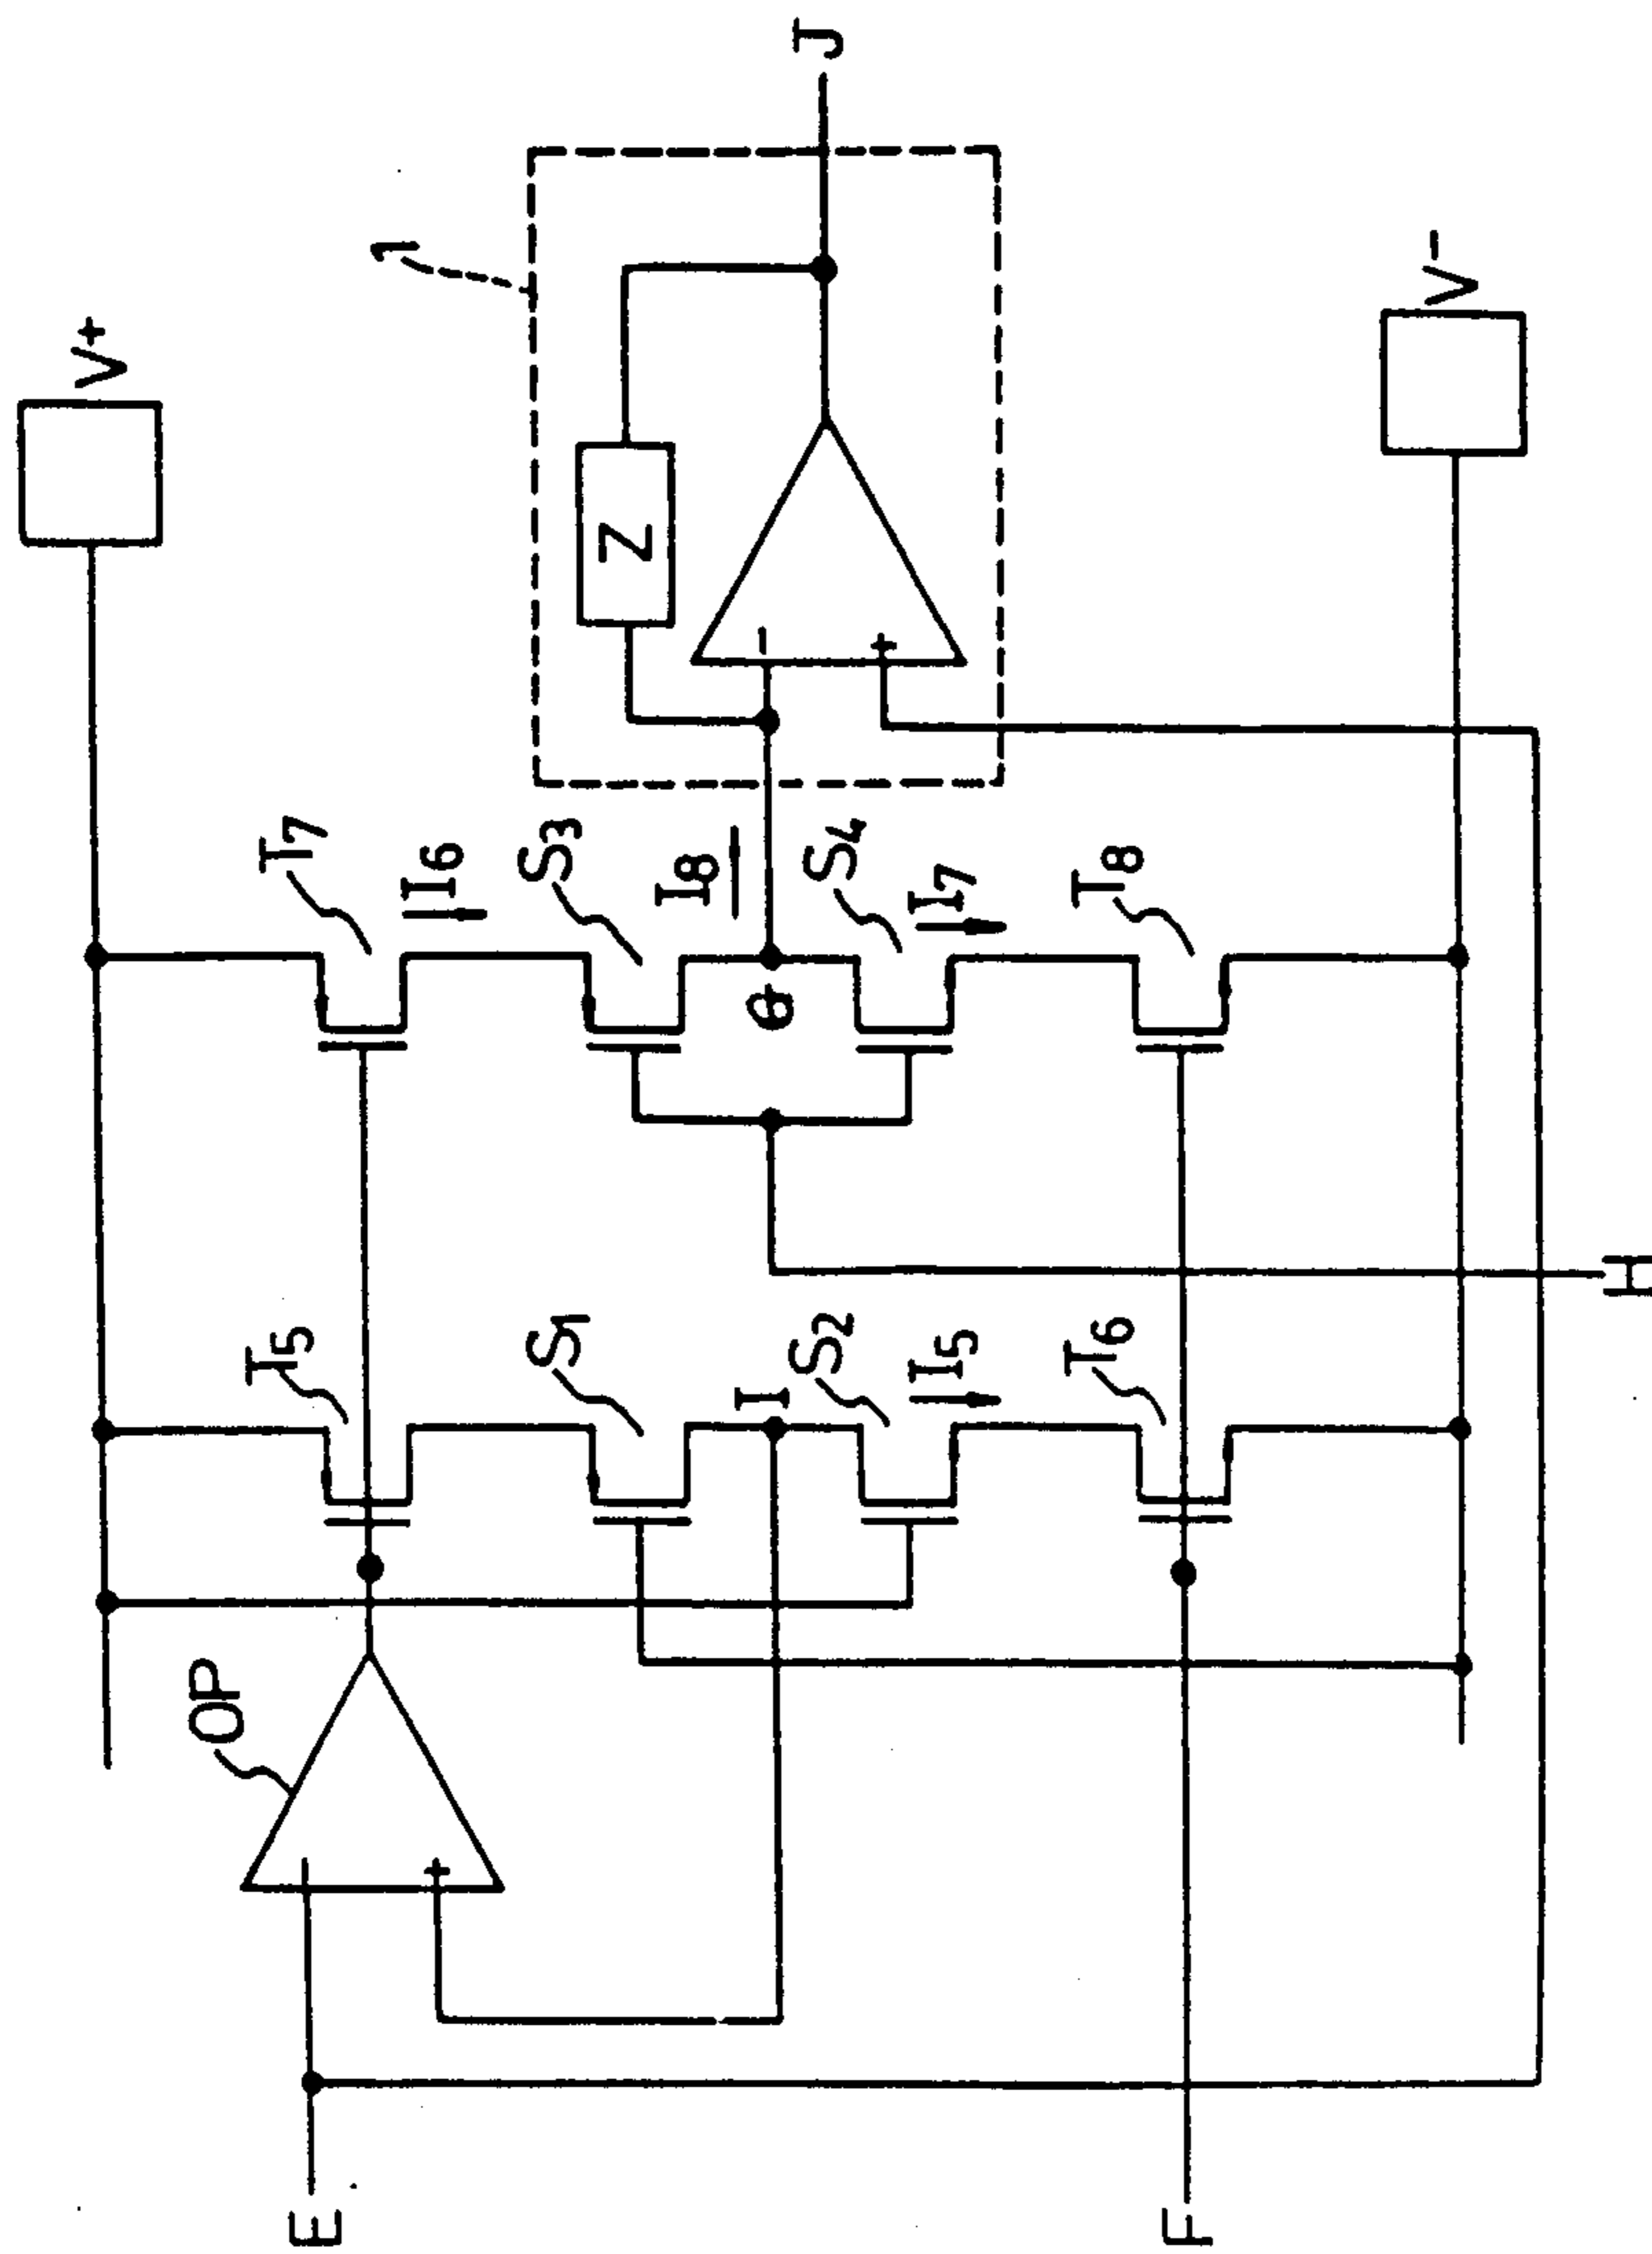 V+
V-
1
J
Z
-
+
T7
I6
S3
I8
G
S4
I7
T8
T5
S1
I
S2
I5
T6
H
OP
-
+
E
F